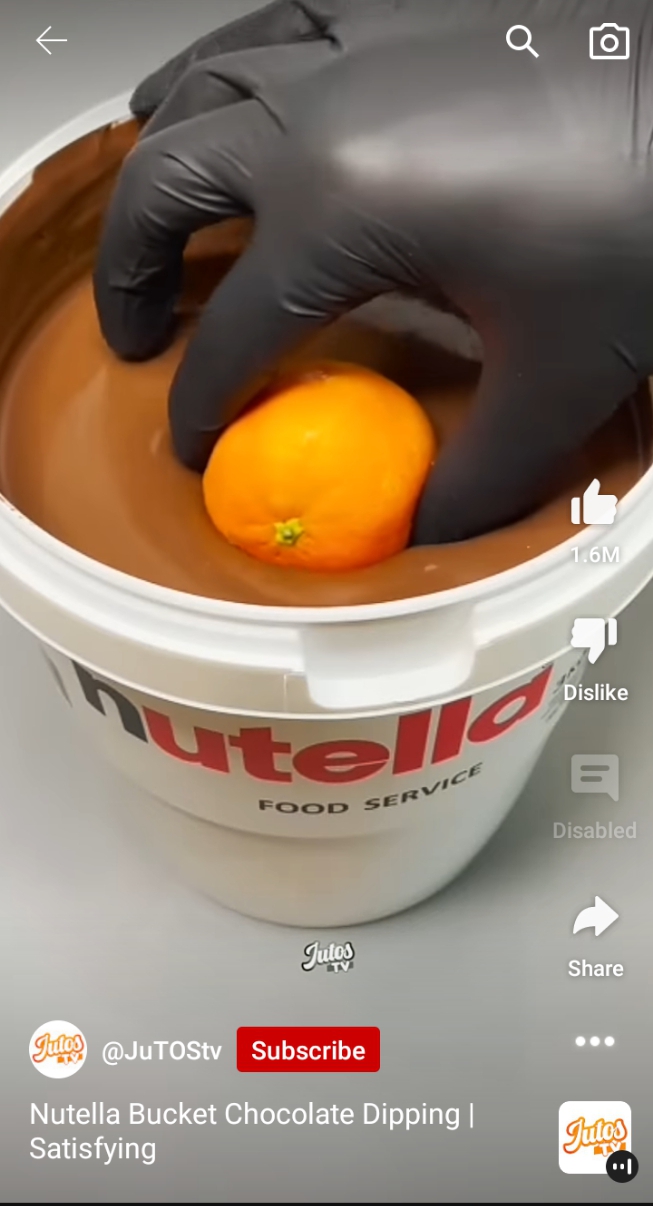 1.6M
Dislike
nutella
FOOD SERVICE
Disabled
Jutos
TV
Share
Jutos
TV
@JuTOStv
Subscribe
Nutella Bucket Chocolate Dipping |
Satisfying
Jutos
TV